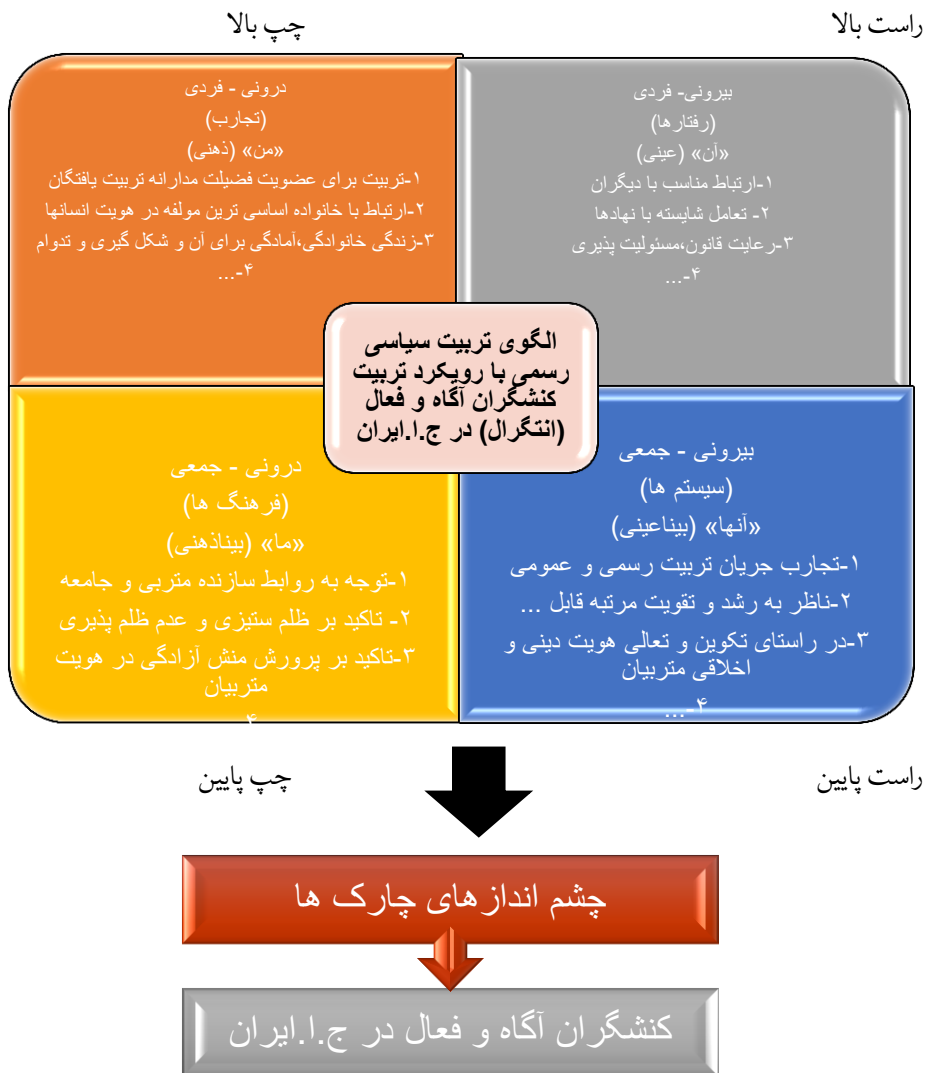 راست بالا
چپ بالا
بیرونی- فردی
(رفتارها)
«آن» (عینی)
۱-ارتباط مناسب با دیگران
۲- تعامل شایسته با نهادها
۳-رعایت قانون،مسئولیت پذیری
۴-...
درونی - فردی
(تجارب)
«من» (ذهنی)
۱-تربیت برای عضویت فضیلت مدارانه تربیت یافتگان
۲-ارتباط با خانواده اساسی ترین مولفه در هویت انسانها
۳-زندگی خانوادگی،آمادگی برای آن و شکل گیری و تدوام
۴-...
الگوی تربیت سیاسی
رسمی با رویکرد تربیت
کنشگران آگاه و فعال
(انتگرال) در ج.ا.ایران
بیرونی - جمعی
(سیستم ها)
«آنها» (بیناعینی)
۱-تجارب جریان تربیت رسمی و عمومی
۲-ناظر به رشد و تقویت مرتبه قابل ...
۳-در راستای تکوین و تعالی هویت دینی و
اخلاقی متربیان
۴-...
درونی - جمعی
(فرهنگ ها)
«ما» (بیناذهنی)
۱-توجه به روابط سازنده متربی و جامعه
۲- تاکید بر ظلم ستیزی و عدم ظلم پذیری
۳-تاکید بر پرورش منش آزادگی در هویت
متربیان
۴-...
راست پایین
چپ پایین
چشم اندازهای چارک ها
کنشگران آگاه و فعال در ج.ا.ایران